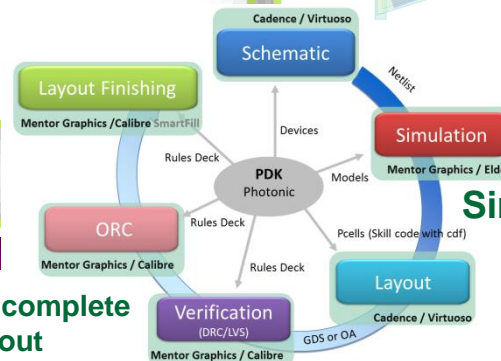 Cadence / Virtuoso
Schematic
Netlist
Layout Finishing
Mentor Graphics /Calibre SmartFill
Devices
Simulation
Mentor Graphics /
Rules Deck
PDK
Photonic
Models
ORC
Mentor Graphics / Calibre
Rules Deck
Pcells (Skill code with cdf)
Rules Deck
Layout
Cadence / Virtuoso
complete
Verification
(DRC/LVS)
Mentor Graphics / Calibre
GDS or OA